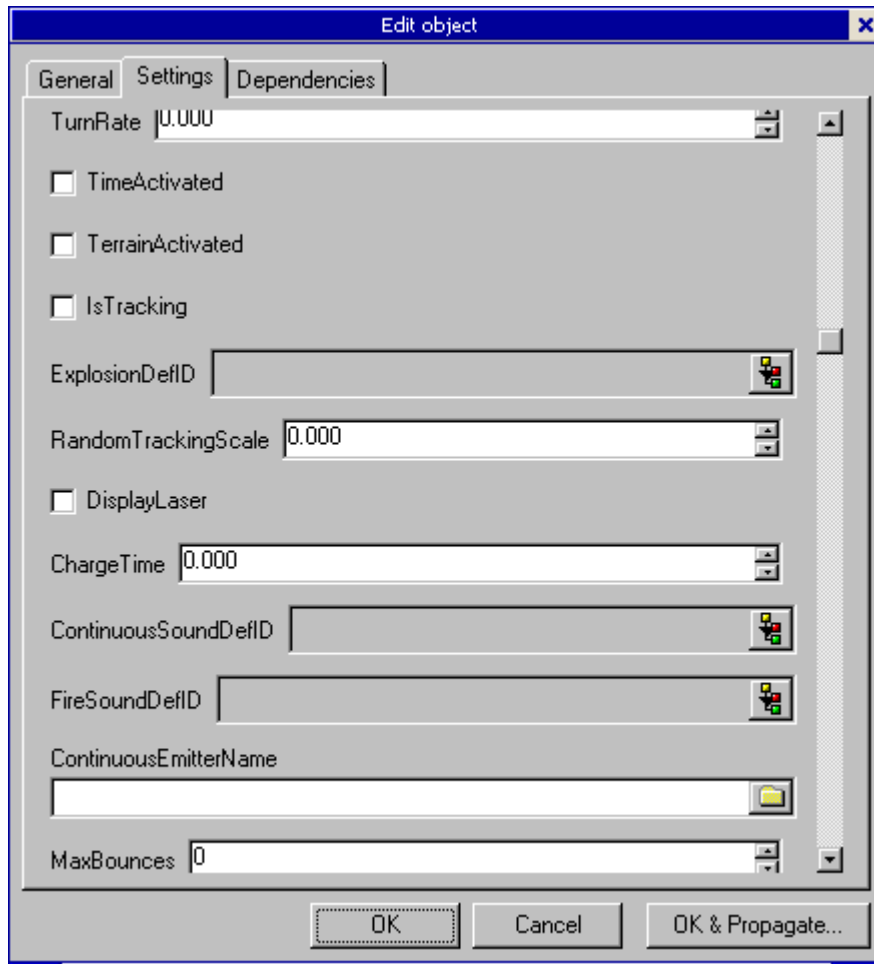 Edit object
General Settings Dependencies
TurnRate 0.000
TimeActivated
TerrainActivated
IsTracking
ExplosionDefID
RandomTrackingScale 0.000
DisplayLaser
ChargeTime 0.000
ContinuousSoundDefID
FireSoundDefID
ContinuousEmitterName
MaxBounces 0
OK Cancel OK & Propagate...